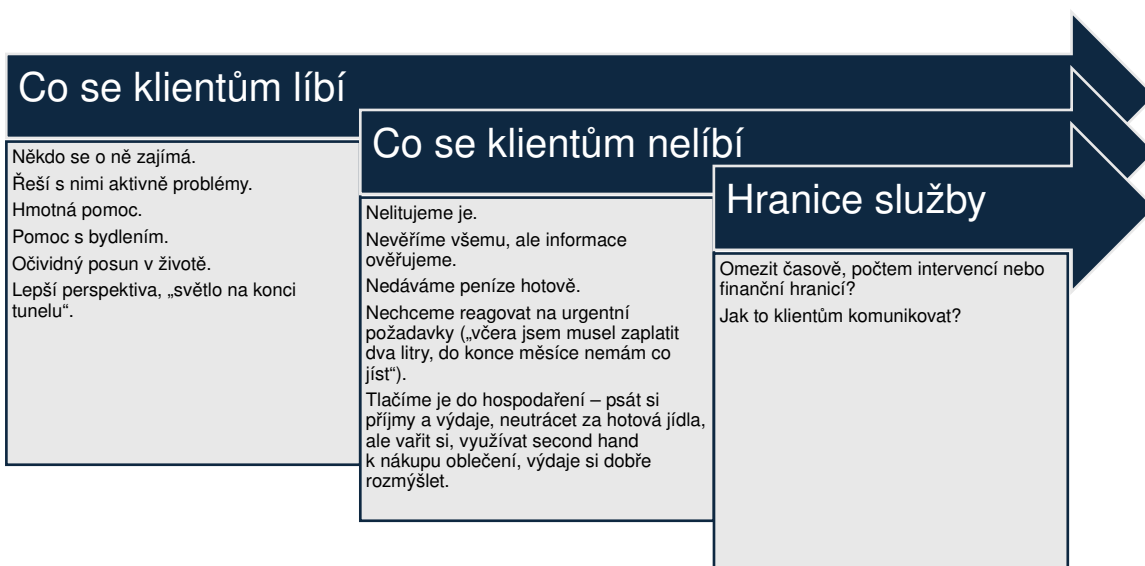 Co se klientům líbí
Někdo se o ně zajímá.
Řeší s nimi aktivně problémy.
Hmotná pomoc.
Pomoc s bydlením.
Očividný posun v životě.
Lepší perspektiva, „světlo na konci
tunelu“.
Co se klientům nelíbí
Nelitujeme je.
Nevěříme všemu, ale informace
ověřujeme.
Nedáváme peníze hotově.
Nechceme reagovat na urgentní
požadavky („včera jsem musel zaplatit
dva litry, do konce měsíce nemám co
jíst“).
Tlačíme je do hospodaření – psát si
příjmy a výdaje, neutrácet za hotová jídla,
ale vařit si, využívat second hand
k nákupu oblečení, výdaje si dobře
rozmýšlet.
Hranice služby
Omezit časově, počtem intervencí nebo
finanční hranicí?
Jak to klientům komunikovat?